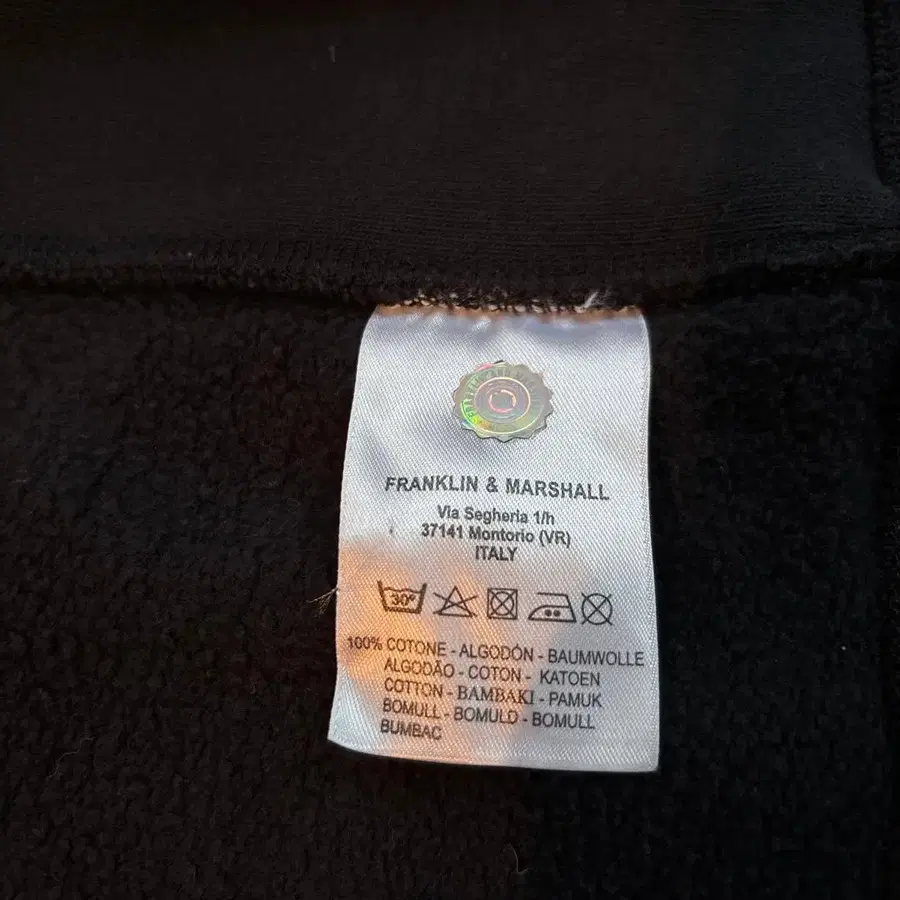 FRANKLIN & MARSHALL
Via Segheria 1/h
37141 Montorio (VR)
ITALY
30°
100% COTONE - ALGODÓN - BAUMWOLLE
ALGODÃO - COTON - KATOEN
COTTON - BAMBAKI - PAMUK
BOMULL - BOMULD - BOMULL
BUMBAC